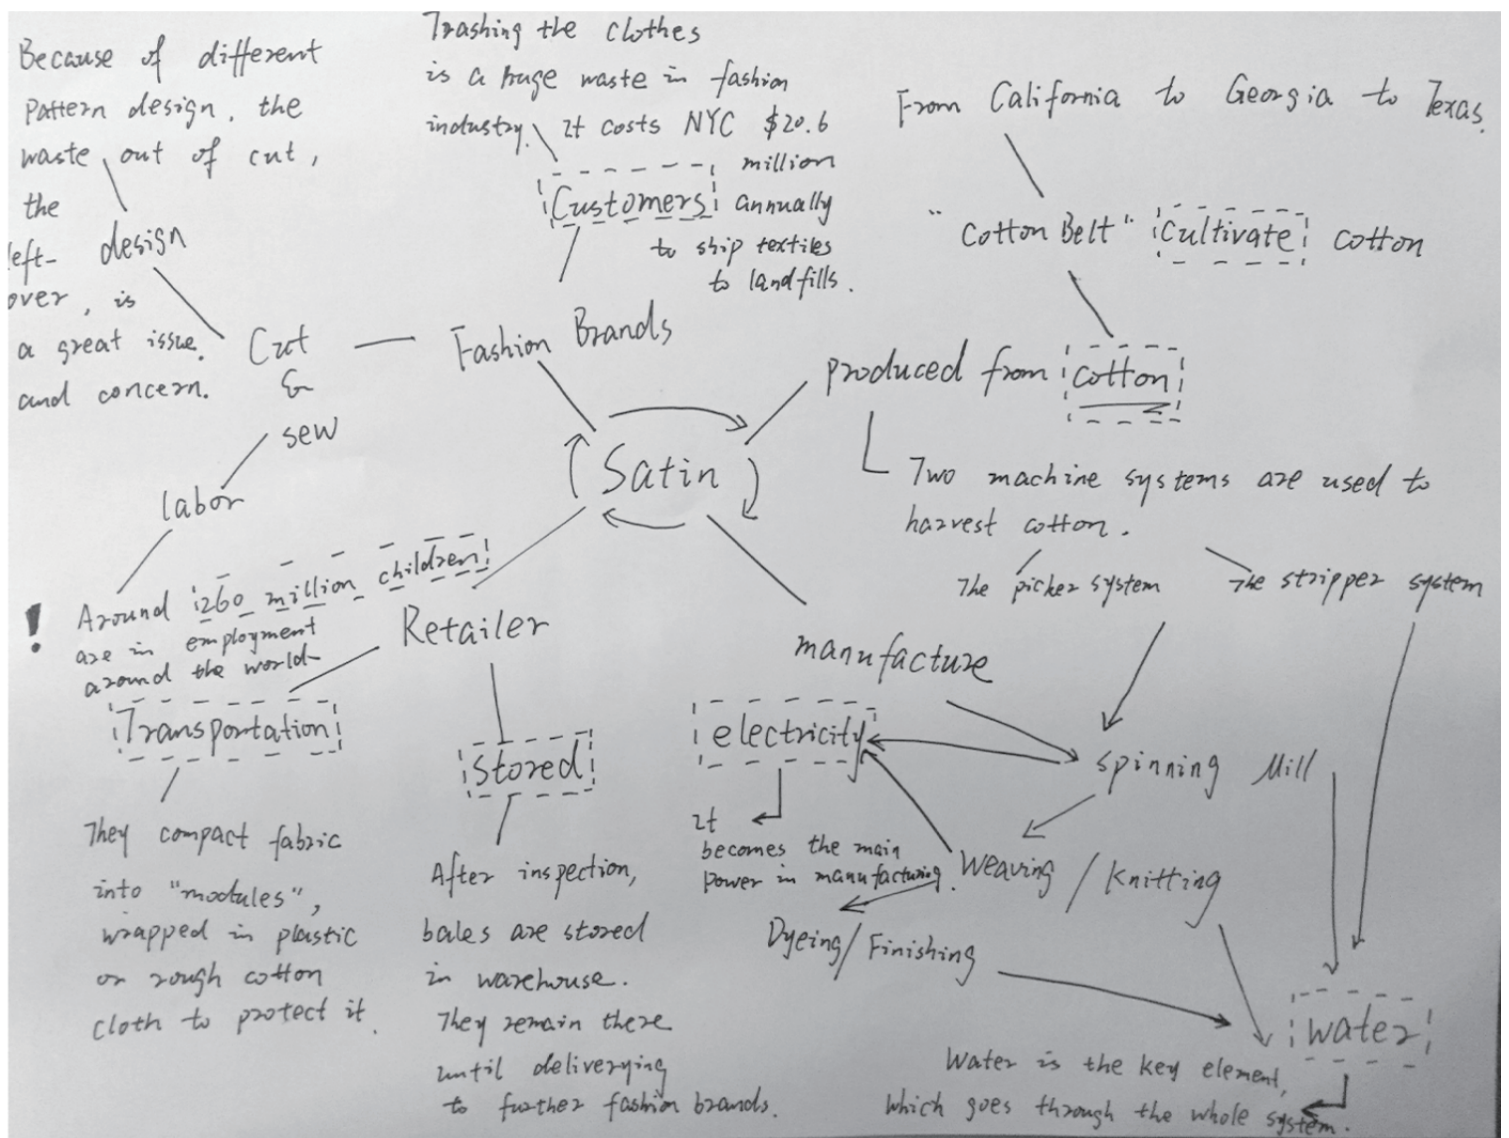 Because of different
pattern design, the
waste out of cut,
the
left-
over, is
a great issue.
and concern.
design
Cut
&
sew
labor
! Around 260 million children
are in employment
around the world
Trashing the clothes
is a huge waste in fashion
industry. It costs NYC $20.6
million
annually
to ship textiles
to landfills.
Customers
Fashion Brands
From California to Georgia to Texas.
"Cotton Belt" Cultivate cotton
produced from cotton
Two machine systems are used to
harvest cotton.
The picker system
The stripper system
Satin
Retailer
Transportation
They compact fabric
into "modules",
wrapped in plastic
or rough cotton
cloth to protect it.
Stored
After inspection,
bales are stored
in warehouse.
They remain there
until deliverying
to further fashion brands.
manufacture
electricity
It
becomes the main
power in manufacturing.
Spinning Mill
Weaving / Knitting
Dyeing / Finishing
water
Water is the key element,
which goes through the whole system.